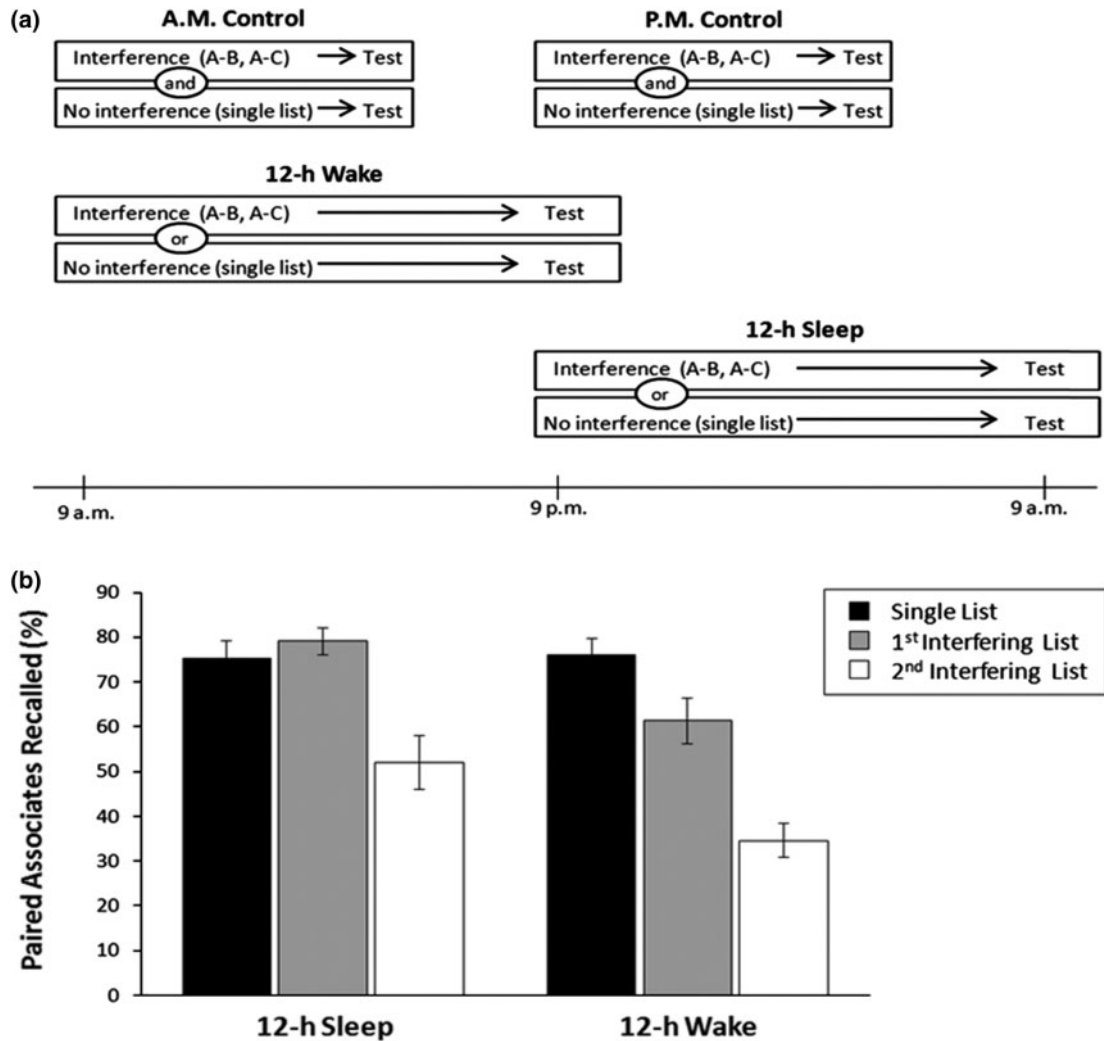 (a)
A.M. Control
P.M. Control
Interference (A-B, A-C) → Test
and
No interference (single list) → Test
Interference (A-B, A-C) → Test
and
No interference (single list) → Test
12-h Wake
Interference (A-B, A-C) → Test
or
No interference (single list) → Test
12-h Sleep
Interference (A-B, A-C) → Test
or
No interference (single list) → Test
9 a.m. 9 p.m. 9 a.m.
(b)
Paired Associates Recalled (%)
90
80
70
60
50
40
30
20
10
0
Single List
1st Interfering List
2nd Interfering List
12-h Sleep 12-h Wake